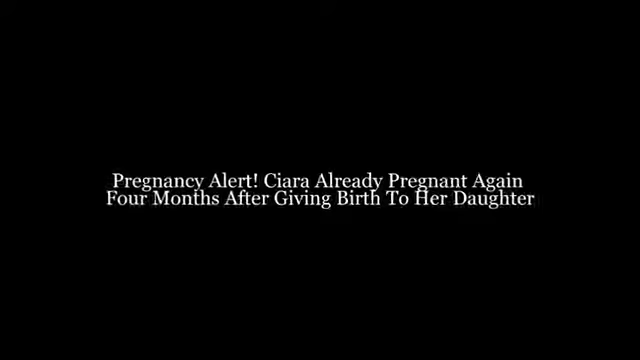 Pregnancy Alert! Ciara Already Pregnant Again
Four Months After Giving Birth To Her Daughter